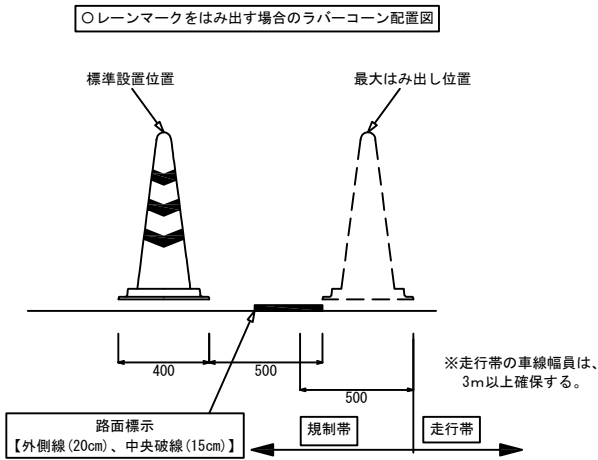 ○レーンマークをはみ出す場合のラバーコーン配置図
標準設置位置
最大はみ出し位置
400
500
500
※走行帯の車線幅員は、
3m以上確保する。
路面標示
【外側線(20cm)、中央破線(15cm)】
規制帯
走行帯